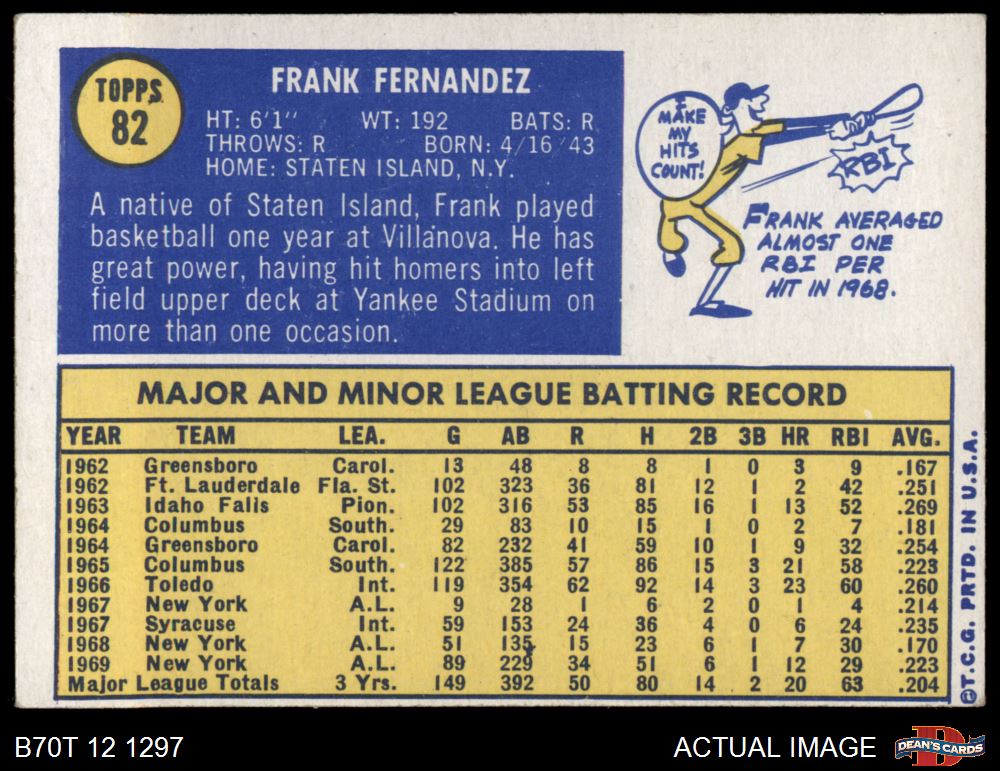 TOPPS
82
FRANK FERNANDEZ
HT: 6'1" WT: 192 BATS: R
THROWS: R BORN: 4/16/43
HOME: STATEN ISLAND, N.Y.
A native of Staten Island, Frank played
basketball one year at Villanova. He has
great power, having hit homers into left
field upper deck at Yankee Stadium on
more than one occasion.
I
MAKE
MY
HITS
COUNT!
RBI
FRANK AVERAGED
ALMOST ONE
RBI PER
HIT IN 1968.
MAJOR AND MINOR LEAGUE BATTING RECORD
YEAR TEAM LEA. G AB R H 2B 3B HR RBI AVG.
1962 Greensboro Carol. 13 48 8 8 1 0 3 9 .167
1962 Ft. Lauderdale Fla. St. 102 323 36 81 12 1 2 42 .251
1963 Idaho Falls Pion. 102 316 53 85 16 1 13 52 .269
1964 Columbus South. 29 83 10 15 1 0 2 7 .181
1964 Greensboro Carol. 82 232 41 59 10 1 9 32 .254
1965 Columbus South. 122 385 57 86 15 3 21 58 .223
1966 Toledo Int. 119 354 62 92 14 3 23 60 .260
1967 New York A.L. 9 28 1 6 2 0 1 4 .214
1967 Syracuse Int. 59 153 24 36 4 0 6 24 .235
1968 New York A.L. 51 135 15 23 6 1 7 30 .170
1969 New York A.L. 89 229 34 51 6 1 12 29 .223
Major League Totals 3 Yrs. 149 392 50 80 14 2 20 63 .204
©T.C.G. PRTD. IN U.S.A.
B70T 12 1297
ACTUAL IMAGE
D
DEAN'S CARDS